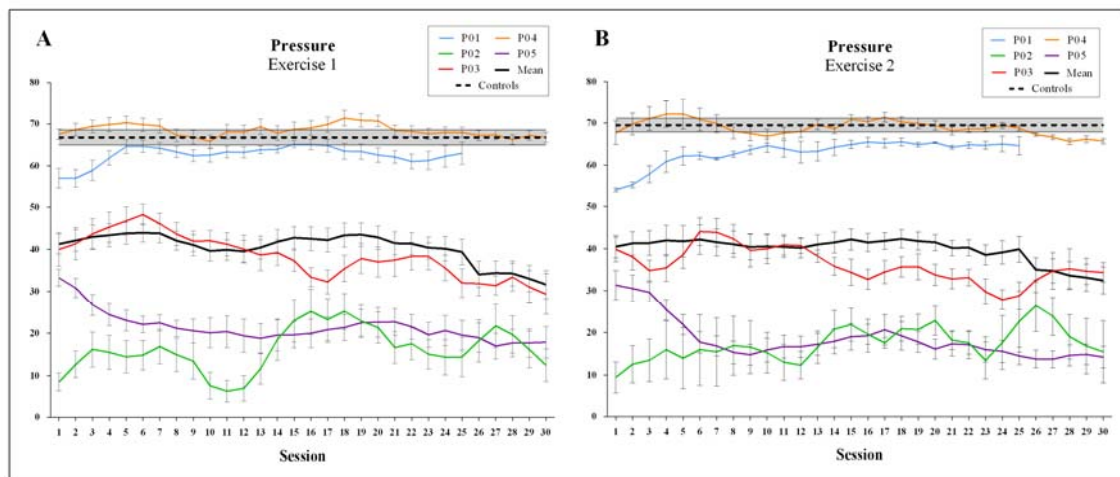 A
Pressure
Exercise 1
P01 P04
P02 P05
P03 Mean
Controls
80
70
60
50
40
30
20
10
0
1 2 3 4 5 6 7 8 9 10 11 12 13 14 15 16 17 18 19 20 21 22 23 24 25 26 27 28 29 30
Session
B
Pressure
Exercise 2
P01 P04
P02 P05
P03 Mean
Controls
80
70
60
50
40
30
20
10
0
1 2 3 4 5 6 7 8 9 10 11 12 13 14 15 16 17 18 19 20 21 22 23 24 25 26 27 28 29 30
Session